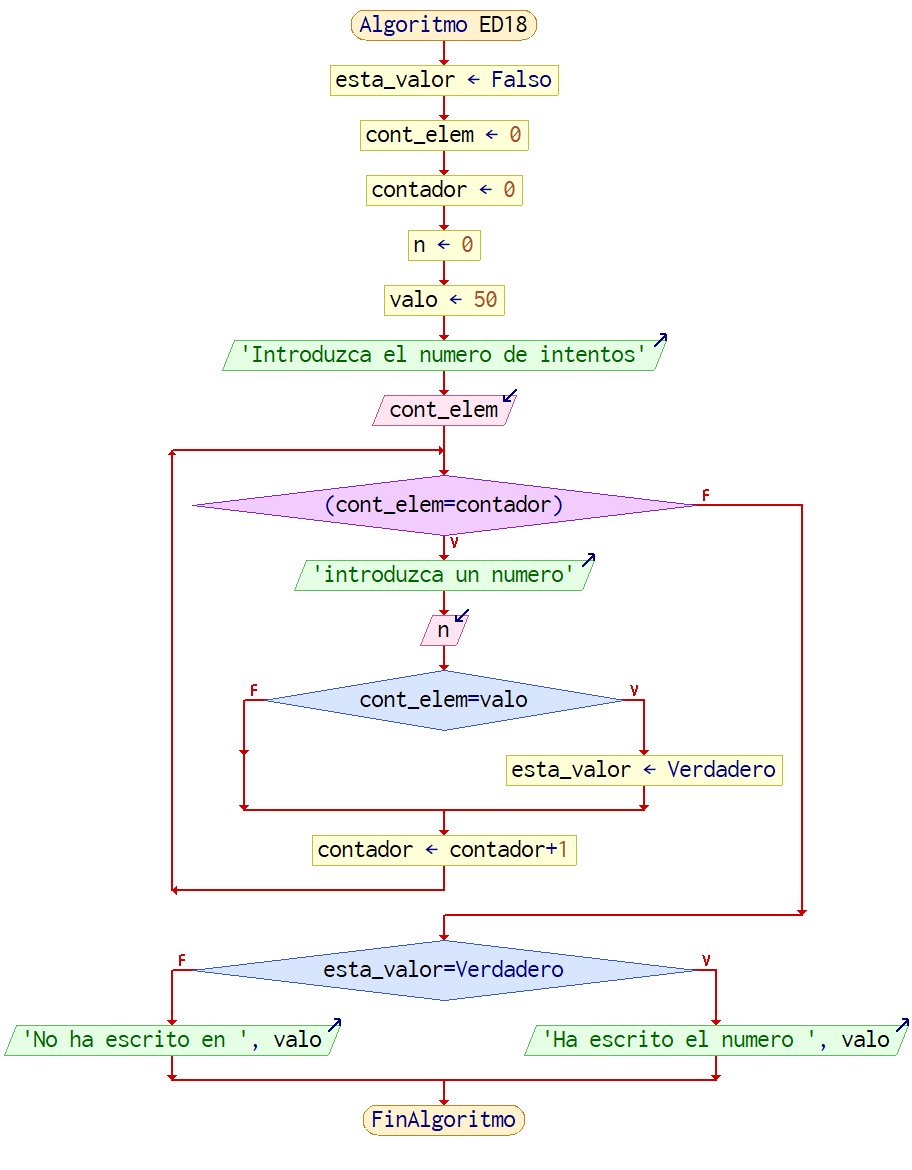 Algoritmo ED18
esta_valor ← Falso
cont_elem ← 0
contador ← 0
n ← 0
valo ← 50
'Introduzca el numero de intentos'
cont_elem
(cont_elem=contador)
F
V
'introduzca un numero'
n
F
cont_elem=valo
V
esta_valor ← Verdadero
contador ← contador+1
F
esta_valor=Verdadero
V
'No ha escrito en ', valo
'Ha escrito el numero ', valo
FinAlgoritmo